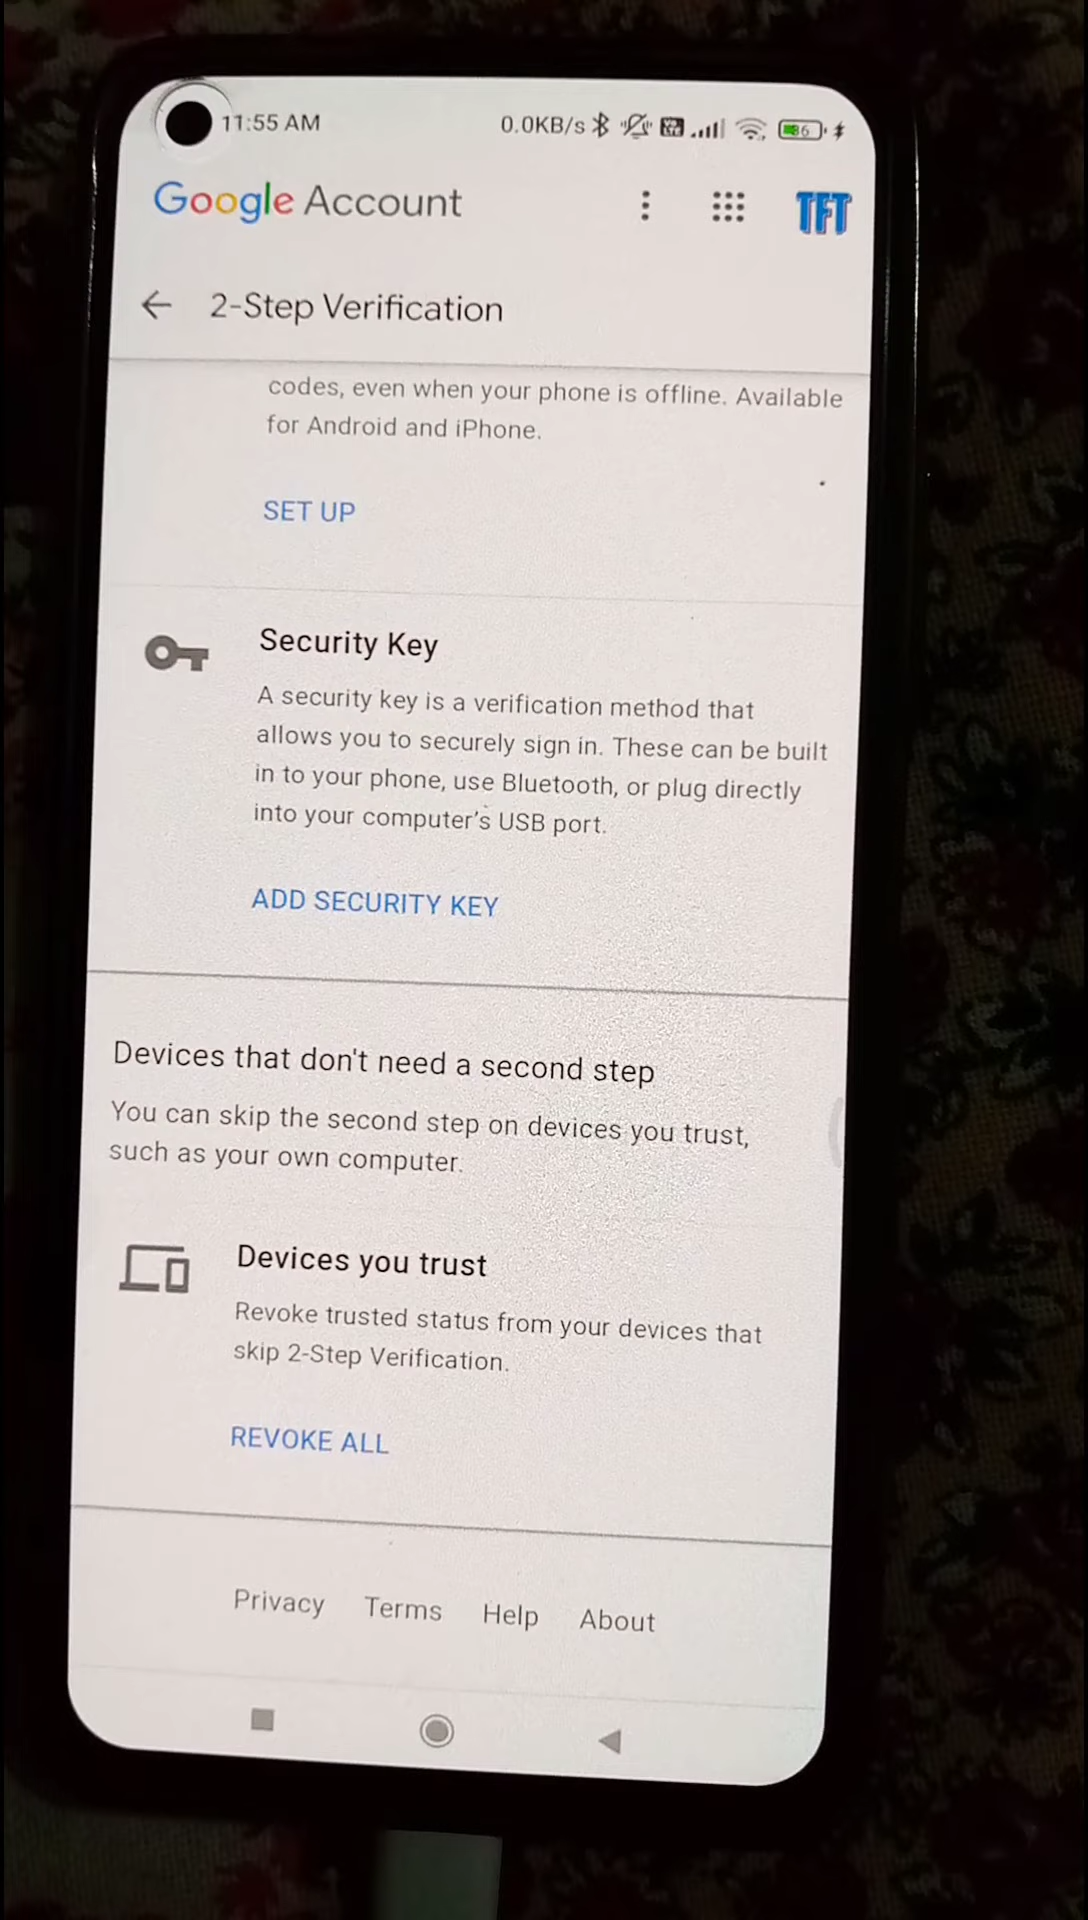 11:55 AM 0.0KB/s 36
Google Account TFT
2-Step Verification
codes, even when your phone is offline. Available
for Android and iPhone.
SET UP
Security Key
A security key is a verification method that
allows you to securely sign in. These can be built
in to your phone, use Bluetooth, or plug directly
into your computer's USB port.
ADD SECURITY KEY
Devices that don't need a second step
You can skip the second step on devices you trust,
such as your own computer.
Devices you trust
Revoke trusted status from your devices that
skip 2-Step Verification.
REVOKE ALL
Privacy Terms Help About